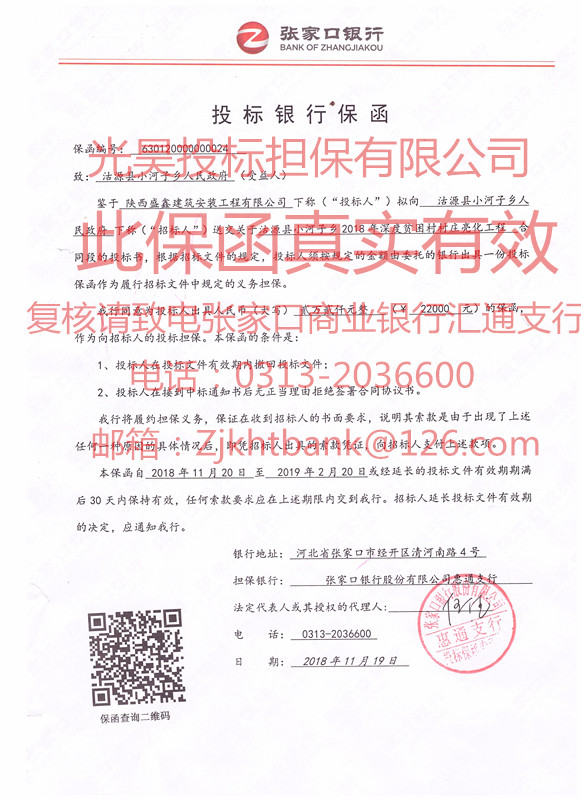 张家口银行
BANK OF ZHANGJIAKOU
投标银行保函
保函编号：630120000000024
光昊投标担保有限公司
致：沽源县小河子乡人民政府（受益人）
鉴于 陕西盛鑫建筑安装工程有限公司 下称（“投标人”）拟向 沽源县小河子乡人
民政府 下称（“招标人”）送交关于沽源县小河子乡2018年深度贫困村村庄亮化工程 合
此保函真实有效
同段的投标书，根据招标文件的规定，投标人须按规定的金额由委托的银行出具一份投标
保函作为履行招标文件中规定的义务担保。
我行同意为投标人出具人民币（大写） 贰万贰仟元整 （¥ 22000 元）的保函，
复核请致电张家口商业银行汇通支行
作为向招标人的投标担保。本保函的条件是：
1、投标人在投标文件有效期内撤回投标文件；
电话：0313-2036600
2、投标人在接到中标通知书后无正当理由拒绝签署合同协议书。
我行将履约担保义务，保证在收到招标人的书面要求，说明其索款是由于出现了上述
任何一种原因的具体情况后，即凭招标人出具的索款凭证，向招标人支付上述款项。
邮箱：Zjkhtbank@126.com
本保函自 2018年11月20日 至 2019年2月20日或经延长的投标文件有效期期满
后30天内保持有效，任何索款要求应在上述期限内交到我行。招标人延长投标文件有效期
的决定，应通知我行。
银行地址：河北省张家口市经开区清河南路4号
担保银行：张家口银行股份有限公司惠通支行
法定代表人或其授权的代理人：
电 话：0313-2036600
日 期：2018年11月19日
张家口银行股份有限公司
惠通支行
保函查询二维码